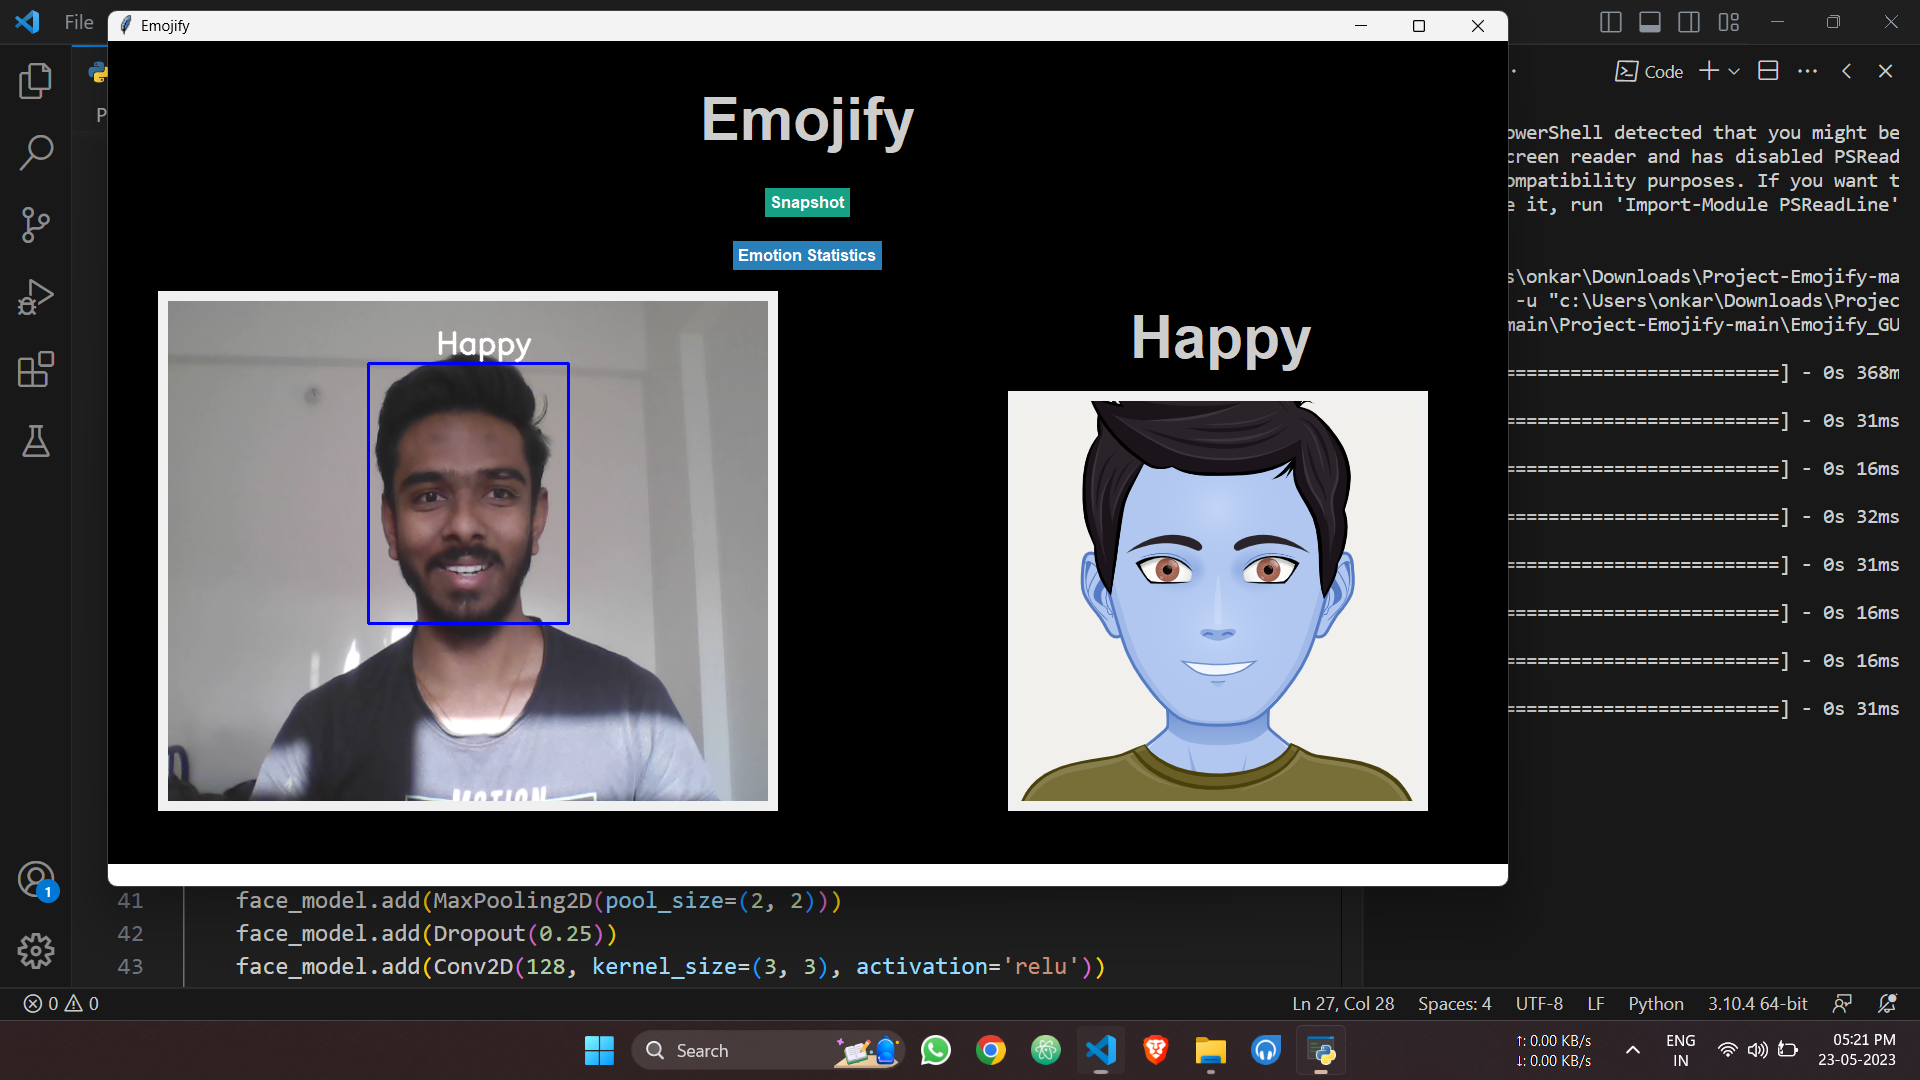 File
Emojify
Emojify
Snapshot
Emotion Statistics
Happy
Happy
P
Code
owerShell detected that you might be
creen reader and has disabled PSRead
ompatibility purposes. If you want t
e it, run 'Import-Module PSReadLine'
s\onkar\Downloads\Project-Emojify-ma
-u "c:\Users\onkar\Downloads\Projec
main\Project-Emojify-main\Emojify_GU
==========================] - 0s 368m
==========================] - 0s 31ms
==========================] - 0s 16ms
==========================] - 0s 32ms
==========================] - 0s 31ms
==========================] - 0s 16ms
==========================] - 0s 16ms
==========================] - 0s 31ms
MOTION
1
41 face_model.add(MaxPooling2D(pool_size=(2, 2)))
42 face_model.add(Dropout(0.25))
43 face_model.add(Conv2D(128, kernel_size=(3, 3), activation='relu'))
0 0
Ln 27, Col 28 Spaces: 4 UTF-8 LF Python 3.10.4 64-bit
Search
↑: 0.00 KB/s
↓: 0.00 KB/s
ENG
IN
05:21 PM
23-05-2023